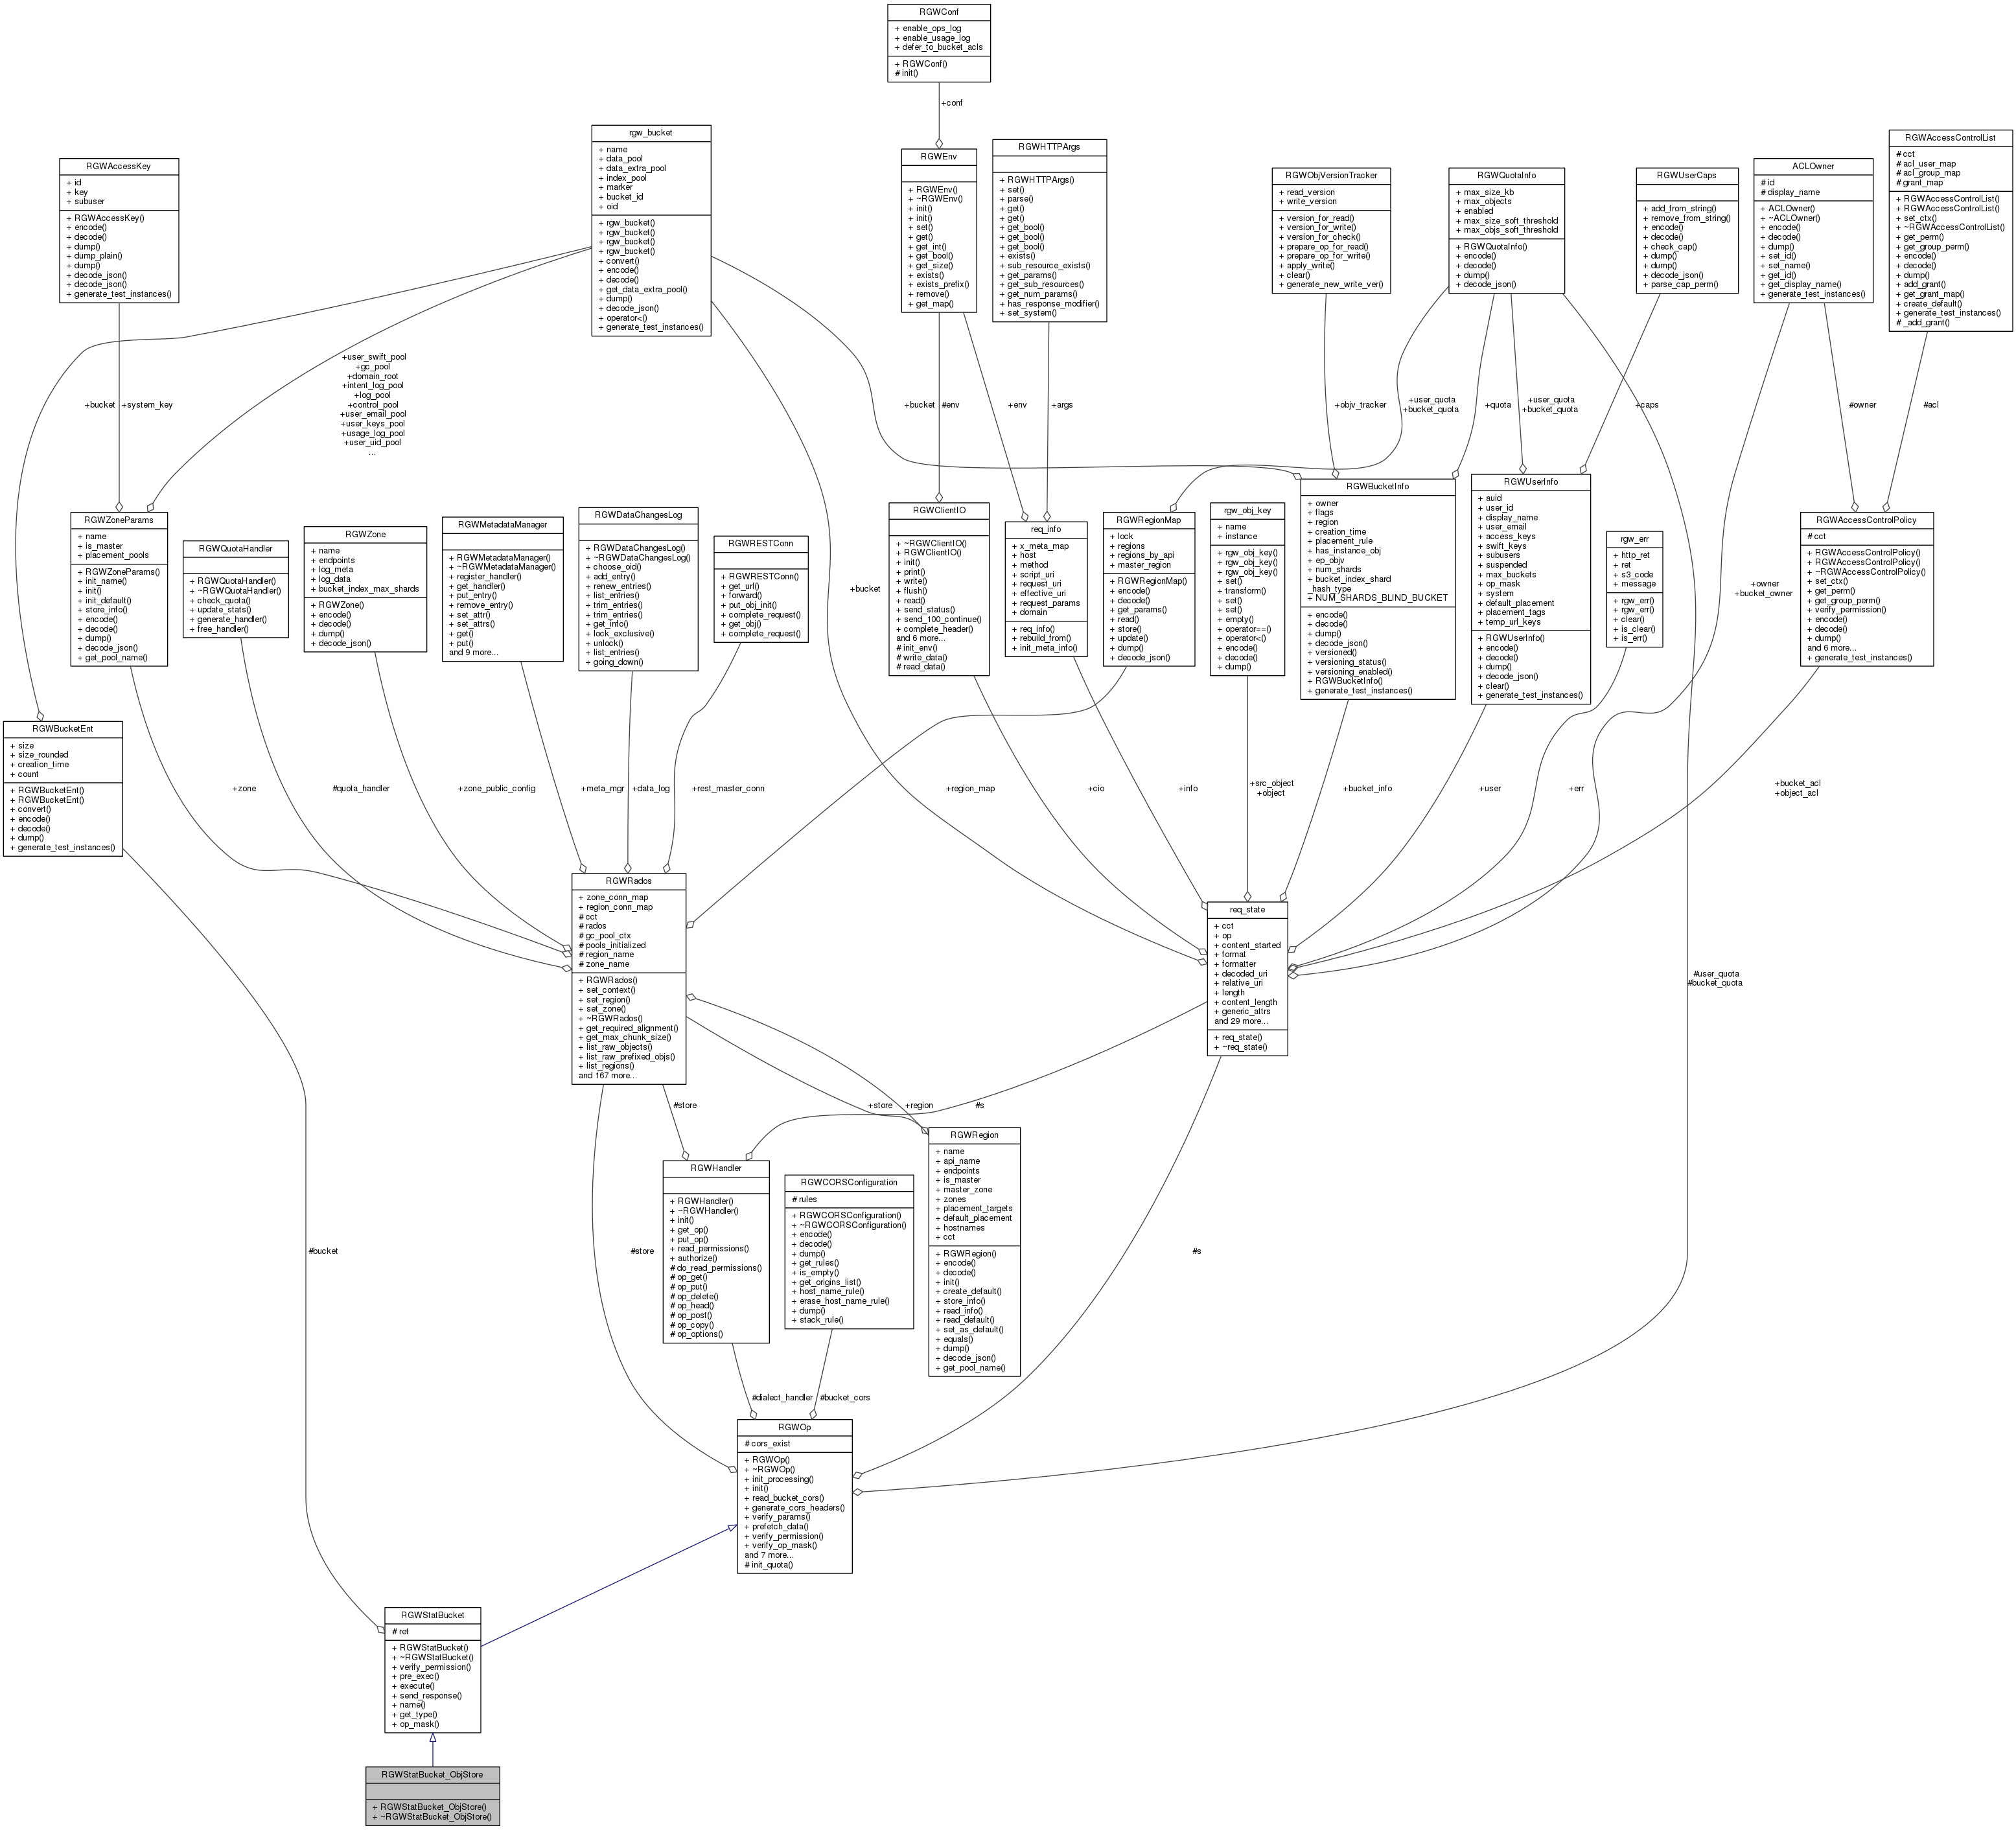 RGWConf
+ enable_ops_log
+ enable_usage_log
+ defer_to_bucket_acls
+ RGWConf()
# init()
+conf
rgw_bucket
+ name
+ data_pool
+ data_extra_pool
+ index_pool
+ marker
+ bucket_id
+ oid
+ rgw_bucket()
+ rgw_bucket()
+ rgw_bucket()
+ rgw_bucket()
+ convert()
+ encode()
+ decode()
+ get_data_extra_pool()
+ dump()
+ decode_json()
+ operator<()
+ generate_test_instances()
RGWAccessKey
+ id
+ key
+ subuser
+ RGWAccessKey()
+ encode()
+ decode()
+ dump()
+ dump_plain()
+ dump()
+ decode_json()
+ decode_json()
+ generate_test_instances()
RGWEnv
+ RGWEnv()
+ ~RGWEnv()
+ init()
+ init()
+ set()
+ get()
+ get_int()
+ get_bool()
+ get_size()
+ exists()
+ exists_prefix()
+ remove()
+ get_map()
RGWHTTPArgs
+ RGWHTTPArgs()
+ set()
+ parse()
+ get()
+ get()
+ get_bool()
+ get_bool()
+ get_bool()
+ exists()
+ sub_resource_exists()
+ get_params()
+ get_sub_resources()
+ get_num_params()
+ has_response_modifier()
+ set_system()
RGWObjVersionTracker
+ read_version
+ write_version
+ version_for_read()
+ version_for_write()
+ version_for_check()
+ prepare_op_for_read()
+ prepare_op_for_write()
+ apply_write()
+ clear()
+ generate_new_write_ver()
RGWQuotaInfo
+ max_size_kb
+ max_objects
+ enabled
+ max_size_soft_threshold
+ max_objs_soft_threshold
+ RGWQuotaInfo()
+ encode()
+ decode()
+ dump()
+ decode_json()
RGWUserCaps
+ add_from_string()
+ remove_from_string()
+ encode()
+ decode()
+ check_cap()
+ dump()
+ dump()
+ decode_json()
+ parse_cap_perm()
ACLOwner
# id
# display_name
+ ACLOwner()
+ ~ACLOwner()
+ encode()
+ decode()
+ dump()
+ set_id()
+ set_name()
+ get_id()
+ get_display_name()
+ generate_test_instances()
RGWAccessControlList
# cct
# acl_user_map
# acl_group_map
# grant_map
+ RGWAccessControlList()
+ RGWAccessControlList()
+ set_ctx()
+ ~RGWAccessControlList()
+ get_perm()
+ get_group_perm()
+ encode()
+ decode()
+ dump()
+ add_grant()
+ get_grant_map()
+ create_default()
+ generate_test_instances()
# _add_grant()
+bucket
+system_key
+user_swift_pool
+gc_pool
+domain_root
+intent_log_pool
+log_pool
+control_pool
+user_email_pool
+user_keys_pool
+usage_log_pool
+user_uid_pool
...
+bucket
#env
+env
+args
+objv_tracker
+user_quota
+bucket_quota
+quota
+user_quota
+bucket_quota
+caps
#owner
#acl
RGWZoneParams
+ name
+ is_master
+ placement_pools
+ RGWZoneParams()
+ init_name()
+ init()
+ init_default()
+ store_info()
+ encode()
+ decode()
+ dump()
+ decode_json()
+ get_pool_name()
RGWQuotaHandler
+ RGWQuotaHandler()
+ ~RGWQuotaHandler()
+ check_quota()
+ update_stats()
+ generate_handler()
+ free_handler()
RGWZone
+ name
+ endpoints
+ log_meta
+ log_data
+ bucket_index_max_shards
+ RGWZone()
+ encode()
+ decode()
+ dump()
+ decode_json()
RGWMetadataManager
+ RGWMetadataManager()
+ ~RGWMetadataManager()
+ register_handler()
+ get_handler()
+ put_entry()
+ remove_entry()
+ set_attr()
+ set_attrs()
+ get()
+ put()
and 9 more...
RGWDataChangesLog
+ RGWDataChangesLog()
+ ~RGWDataChangesLog()
+ choose_oid()
+ add_entry()
+ renew_entries()
+ list_entries()
+ trim_entries()
+ trim_entries()
+ get_info()
+ lock_exclusive()
+ unlock()
+ list_entries()
+ going_down()
RGWRESTConn
+ RGWRESTConn()
+ get_url()
+ forward()
+ put_obj_init()
+ complete_request()
+ get_obj()
+ complete_request()
+bucket
RGWClientIO
+ ~RGWClientIO()
+ RGWClientIO()
+ init()
+ print()
+ write()
+ flush()
+ read()
+ send_status()
+ send_100_continue()
+ complete_header()
and 6 more...
# init_env()
# write_data()
# read_data()
req_info
+ x_meta_map
+ host
+ method
+ script_uri
+ request_uri
+ effective_uri
+ request_params
+ domain
+ req_info()
+ rebuild_from()
+ init_meta_info()
RGWRegionMap
+ lock
+ regions
+ regions_by_api
+ master_region
+ RGWRegionMap()
+ encode()
+ decode()
+ get_params()
+ read()
+ store()
+ update()
+ dump()
+ decode_json()
rgw_obj_key
+ name
+ instance
+ rgw_obj_key()
+ rgw_obj_key()
+ rgw_obj_key()
+ set()
+ transform()
+ set()
+ set()
+ empty()
+ operator==()
+ operator<()
+ encode()
+ decode()
+ dump()
RGWBucketInfo
+ owner
+ flags
+ region
+ creation_time
+ placement_rule
+ has_instance_obj
+ ep_objv
+ num_shards
+ bucket_index_shard
_hash_type
+ NUM_SHARDS_BLIND_BUCKET
+ encode()
+ decode()
+ dump()
+ decode_json()
+ versioned()
+ versioning_status()
+ versioning_enabled()
+ RGWBucketInfo()
+ generate_test_instances()
RGWUserInfo
+ auid
+ user_id
+ display_name
+ user_email
+ access_keys
+ swift_keys
+ subusers
+ suspended
+ max_buckets
+ op_mask
+ system
+ default_placement
+ placement_tags
+ temp_url_keys
+ RGWUserInfo()
+ encode()
+ decode()
+ dump()
+ decode_json()
+ clear()
+ generate_test_instances()
rgw_err
+ http_ret
+ ret
+ s3_code
+ message
+ rgw_err()
+ rgw_err()
+ clear()
+ is_clear()
+ is_err()
+owner
+bucket_owner
RGWAccessControlPolicy
# cct
+ RGWAccessControlPolicy()
+ RGWAccessControlPolicy()
+ ~RGWAccessControlPolicy()
+ set_ctx()
+ get_perm()
+ get_group_perm()
+ verify_permission()
+ encode()
+ decode()
+ dump()
and 6 more...
+ generate_test_instances()
RGWBucketEnt
+ size
+ size_rounded
+ creation_time
+ count
+ RGWBucketEnt()
+ RGWBucketEnt()
+ convert()
+ encode()
+ decode()
+ dump()
+ generate_test_instances()
+zone
#quota_handler
+zone_public_config
+meta_mgr
+data_log
+rest_master_conn
+region_map
+cio
+info
+src_object
+object
+bucket_info
+user
+err
+bucket_acl
+object_acl
RGWRados
+ zone_conn_map
+ region_conn_map
# cct
# rados
# gc_pool_ctx
# pools_initialized
# region_name
# zone_name
+ RGWRados()
+ set_context()
+ set_region()
+ set_zone()
+ ~RGWRados()
+ get_required_alignment()
+ get_max_chunk_size()
+ list_raw_objects()
+ list_raw_prefixed_objs()
+ list_regions()
and 167 more...
req_state
+ cct
+ op
+ content_started
+ format
+ formatter
+ decoded_uri
+ relative_uri
+ length
+ content_length
+ generic_attrs
and 29 more...
+ req_state()
+ ~req_state()
#user_quota
#bucket_quota
#store
+store
+region
#s
RGWHandler
+ RGWHandler()
+ ~RGWHandler()
+ init()
+ get_op()
+ put_op()
+ read_permissions()
+ authorize()
# do_read_permissions()
# op_get()
# op_put()
# op_delete()
# op_head()
# op_post()
# op_copy()
# op_options()
RGWCORSConfiguration
# rules
+ RGWCORSConfiguration()
+ ~RGWCORSConfiguration()
+ encode()
+ decode()
+ dump()
+ get_rules()
+ is_empty()
+ get_origins_list()
+ host_name_rule()
+ erase_host_name_rule()
+ dump()
+ stack_rule()
RGWRegion
+ name
+ api_name
+ endpoints
+ is_master
+ master_zone
+ zones
+ placement_targets
+ default_placement
+ hostnames
+ cct
+ RGWRegion()
+ encode()
+ decode()
+ init()
+ create_default()
+ store_info()
+ read_info()
+ read_default()
+ set_as_default()
+ equals()
+ dump()
+ decode_json()
+ get_pool_name()
#bucket
#store
#s
#dialect_handler
#bucket_cors
RGWOp
# cors_exist
+ RGWOp()
+ ~RGWOp()
+ init_processing()
+ init()
+ read_bucket_cors()
+ generate_cors_headers()
+ verify_params()
+ prefetch_data()
+ verify_permission()
+ verify_op_mask()
and 7 more...
# init_quota()
RGWStatBucket
# ret
+ RGWStatBucket()
+ ~RGWStatBucket()
+ verify_permission()
+ pre_exec()
+ execute()
+ send_response()
+ name()
+ get_type()
+ op_mask()
RGWStatBucket_ObjStore
+ RGWStatBucket_ObjStore()
+ ~RGWStatBucket_ObjStore()